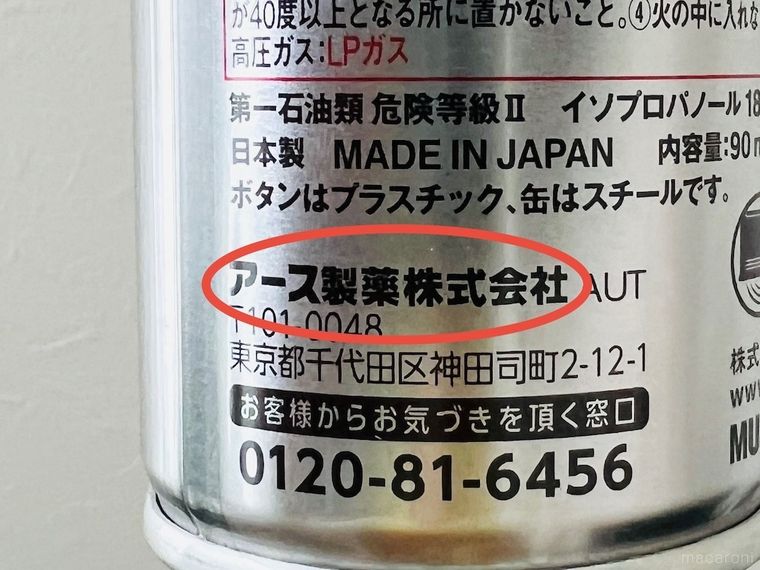 が40度以上となる所に置かないこと。④火の中に入れな
高圧ガス:LPガス
第一石油類 危険等級Ⅱ イソプロパノール18
日本製 MADE IN JAPAN 内容量:90m
ボタンはプラスチック、缶はスチールです。
アース製薬株式会社 AUT
〒101-0048
東京都千代田区神田司町2-12-1
お客様からお気づきを頂く窓口
0120-81-6456
株式
www
MU
macaroni